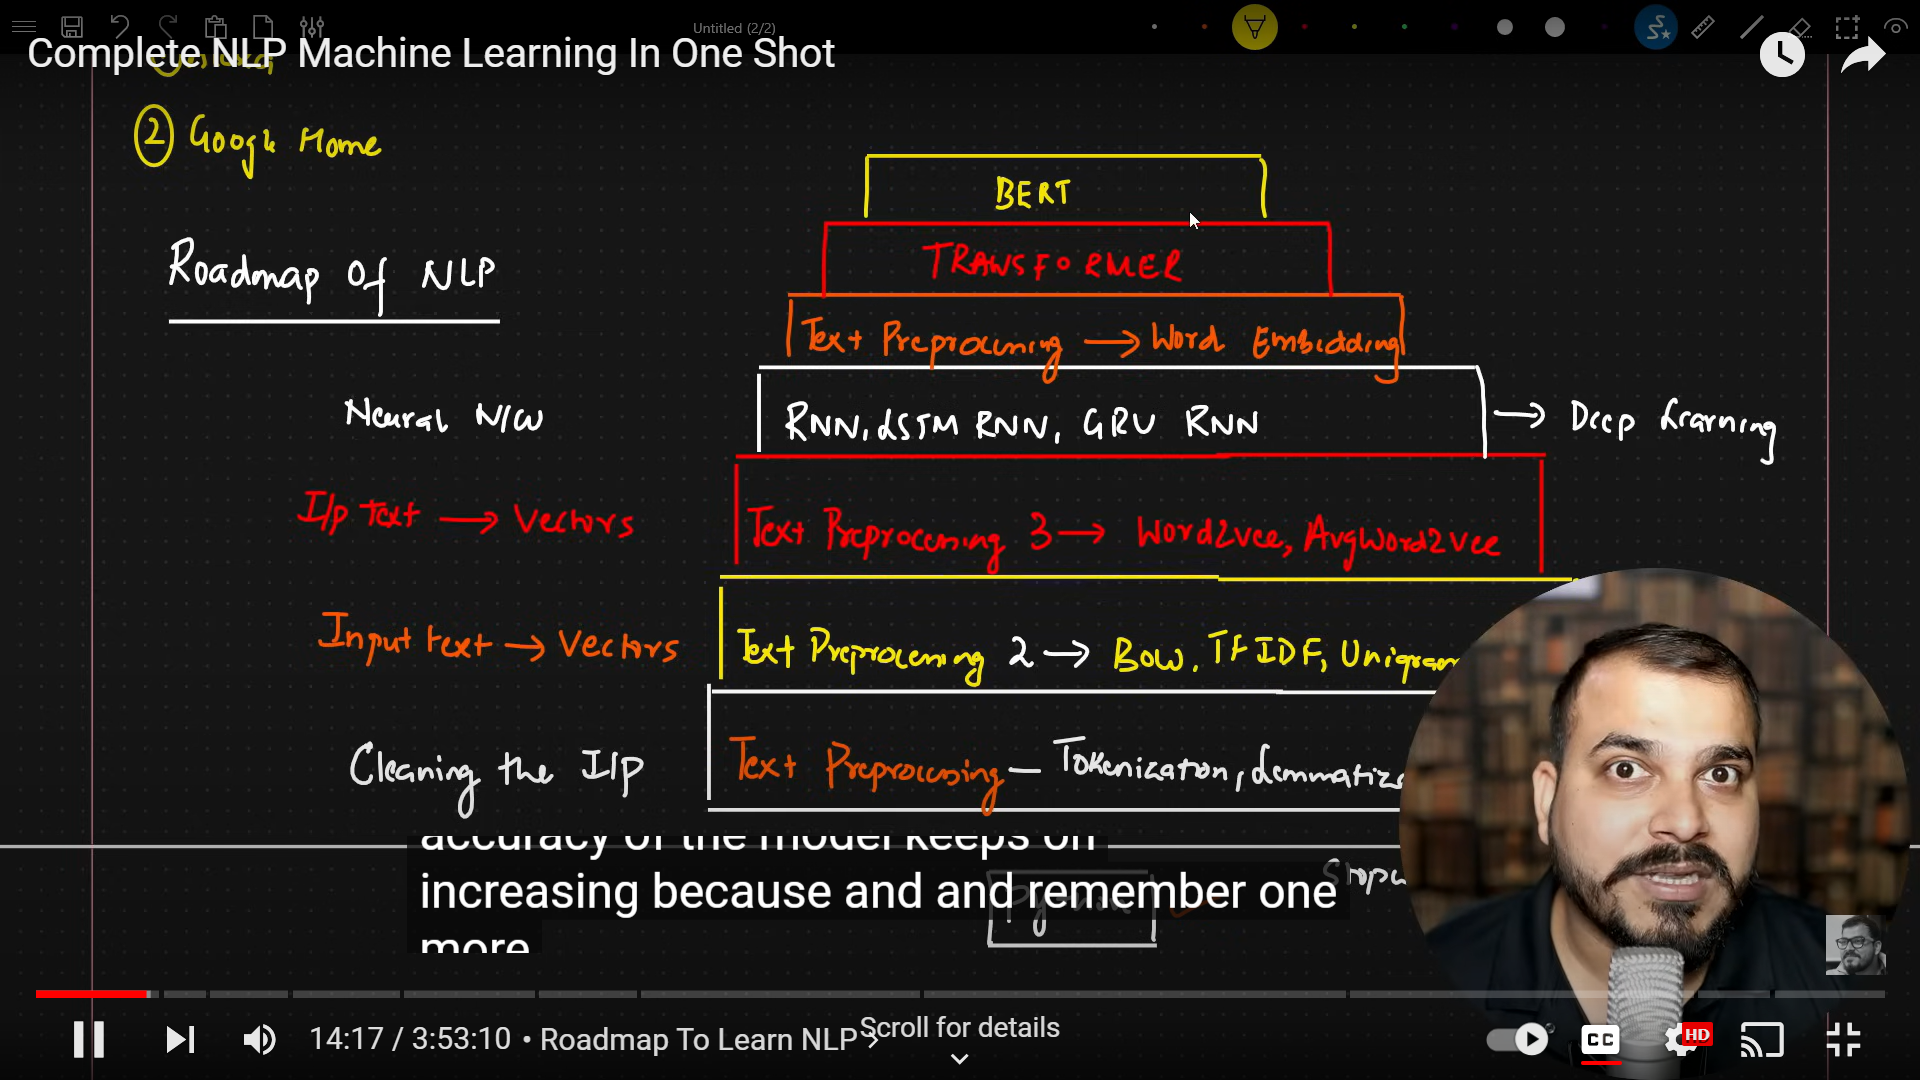 Untitled (2/2)
Complete NLP Machine Learning In One Shot
② Google Home
BERT
TRANSFORMER
Roadmap Of NLP
Text Preprocessing → Word Embedding
Neural N/W
RNN, LSTM RNN, GRU RNN
→ Deep Learning
I/p text → Vectors
Text Preprocessing 3 → Word2vec, AvgWord2vec
Input text → Vectors
Text Preprocessing 2 → BOW, TFIDF, Unigram
Cleaning the I/p
Text Preprocessing — Tokenization, Lemmatiz
accuracy of the model keeps on
increasing because and and remember one
more
Python
Stopw
14:17 / 3:53:10 • Roadmap To Learn NLP >
Scroll for details
CC
HD